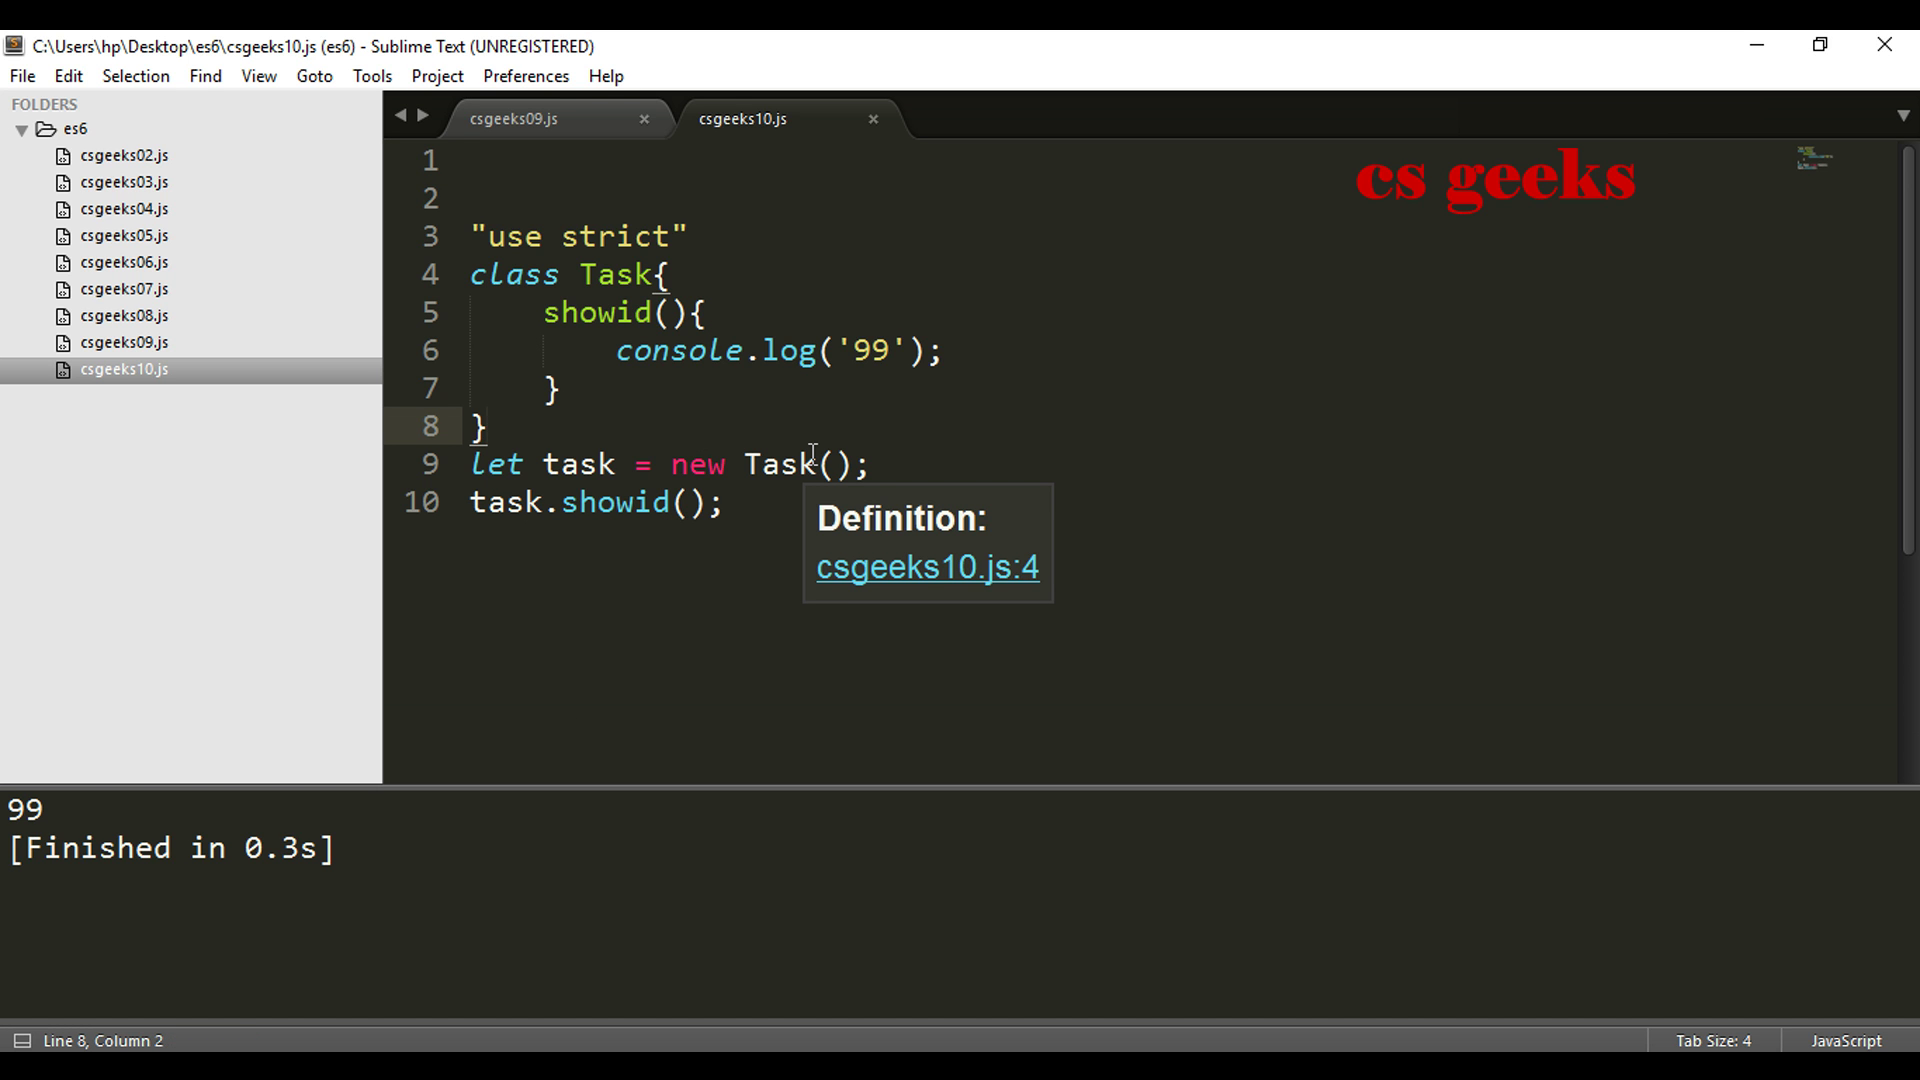 C:\Users\hp\Desktop\es6\csgeeks10.js (es6) - Sublime Text (UNREGISTERED)
File Edit Selection Find View Goto Tools Project Preferences Help
FOLDERS
es6
csgeeks02.js
csgeeks03.js
csgeeks04.js
csgeeks05.js
csgeeks06.js
csgeeks07.js
csgeeks08.js
csgeeks09.js
csgeeks10.js
csgeeks09.js csgeeks10.js
cs geeks
1
2
3 "use strict"
4 class Task{
5 showid(){
6 console.log('99');
7 }
8 }
9 let task = new Task();
10 task.showid();
Definition:
csgeeks10.js:4
99
[Finished in 0.3s]
Line 8, Column 2 Tab Size: 4 JavaScript